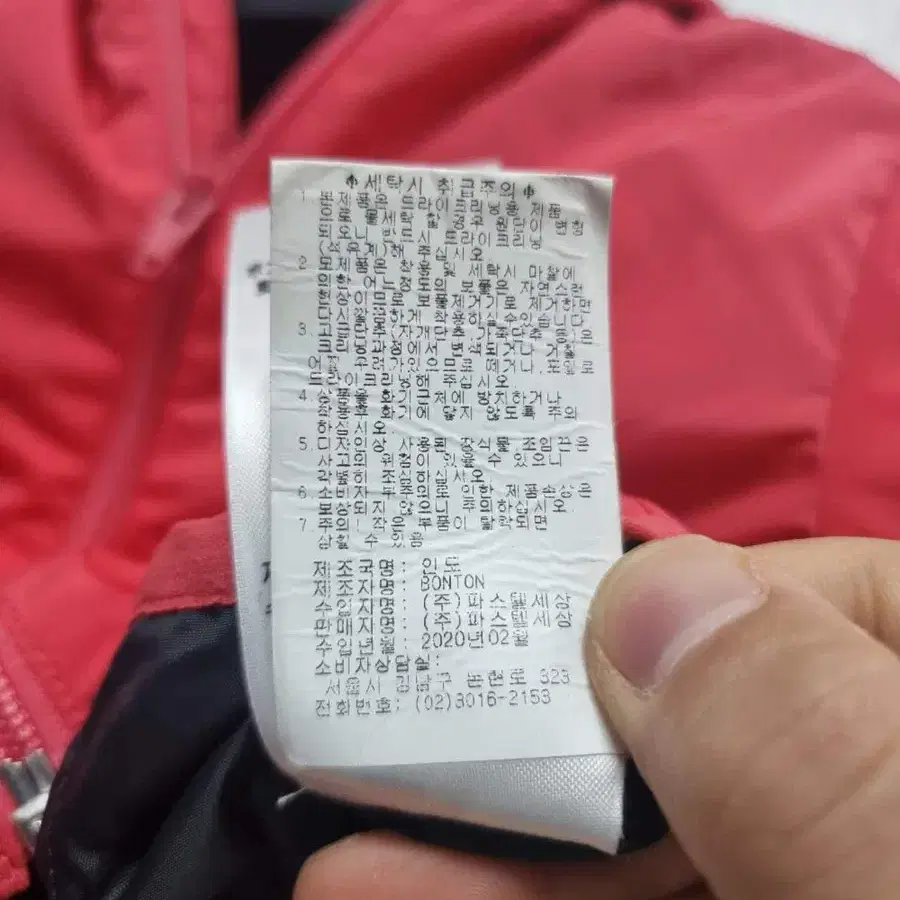 세탁시 취급주의
1. 본제품은 드라이크리닝용 제품
으로 물세탁 할 경우 원단이 변형
되오니 반드시 드라이크리닝
(석유계)해 주십시오.
2. 모제품은 착용 및 세탁시 마찰에
의한 어느정도의 보풀은 자연스런
현상이므로 보풀제거기로 제거하면
다시깔끔하게 착용하실수있습니다
3. 고급단추(자개단추,가죽단추 등)은
크리닝과정에서 변색되거나 거칠
어질 우려가있으므로 떼거나,포일로
드라이크리닝해 주십시오
4. 상품을 화기근처에 방치하거나
착용후 화기에 닿지 않도록 주의
하십시오
5. 디자인상 사용된 장식물 조임끈은
사고의 위험이 있을 수 있으니
각별히 조심하십시오
6. 소비자 부주의로 인한 제품손상은
보상되지 않으니 주의하십시오.
7. 주의! 작은 부품이 탈락되면
삼킬 수 있음
제조국명: 인도
제조자명: BONTON
수입자명: (주)파스텔세상
판매자명: (주)파스텔세상
수입년월: 2020년02월
소비자상담실:
서울시 강남구 논현로 323
전화번호: (02)3016-2153